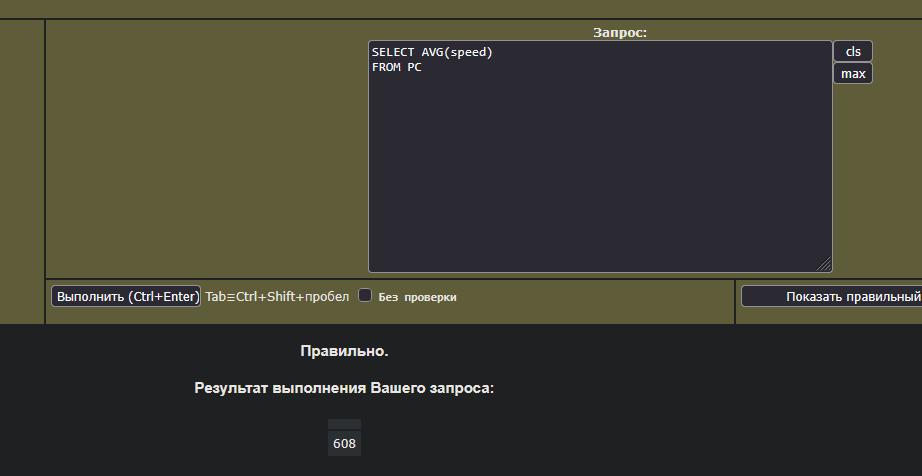 Запрос:
SELECT AVG(speed)
FROM PC
cls
max
Выполнить (Ctrl+Enter) Tab≡Ctrl+Shift+пробел Без проверки
Показать правильный
Правильно.
Результат выполнения Вашего запроса:
608